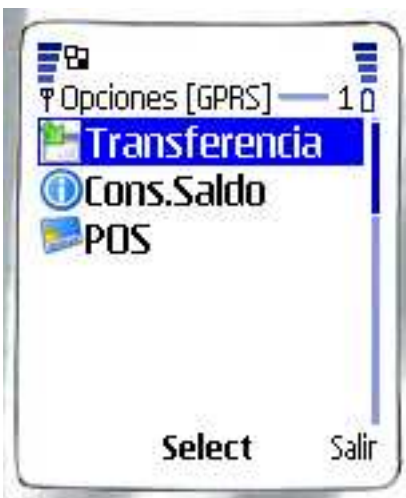 Opciones [GPRS] 1
Transferencia
Cons.Saldo
POS
Select Salir